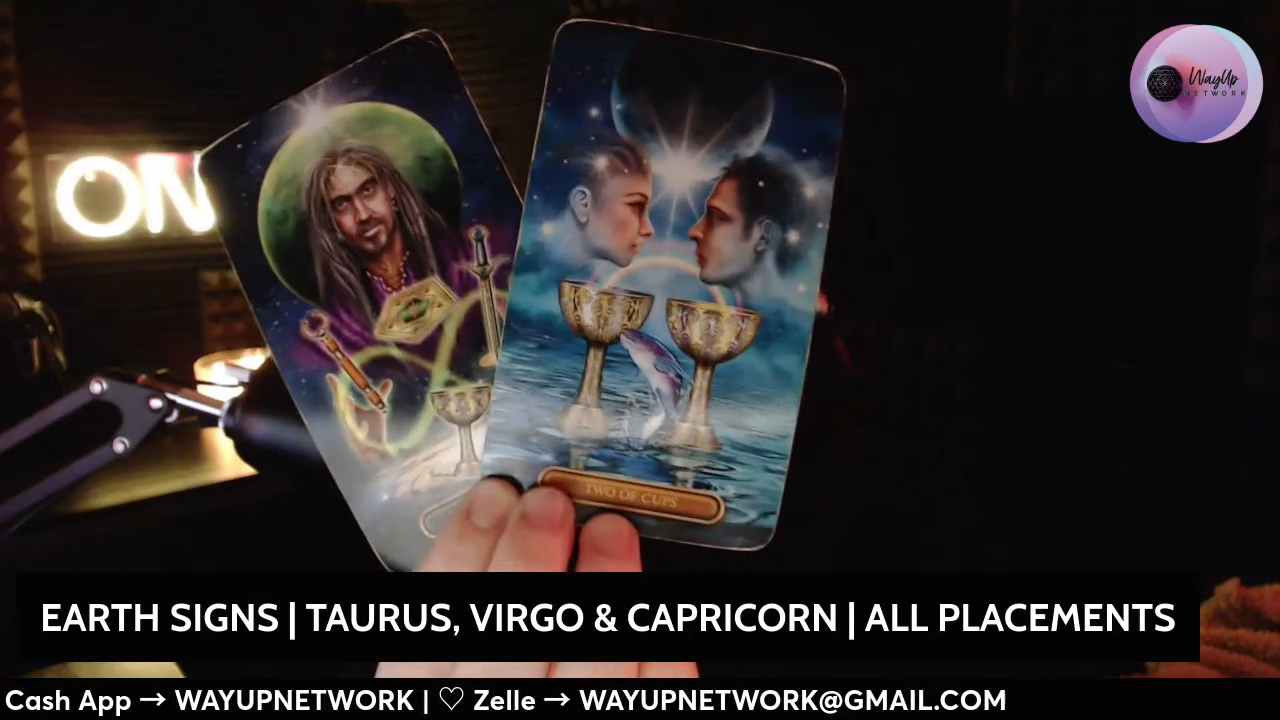 ON
WayUp
NETWORK
TWO OF CUPS
EARTH SIGNS | TAURUS, VIRGO & CAPRICORN | ALL PLACEMENTS
Cash App → WAYUPNETWORK | ♡ Zelle → WAYUPNETWORK@GMAIL.COM